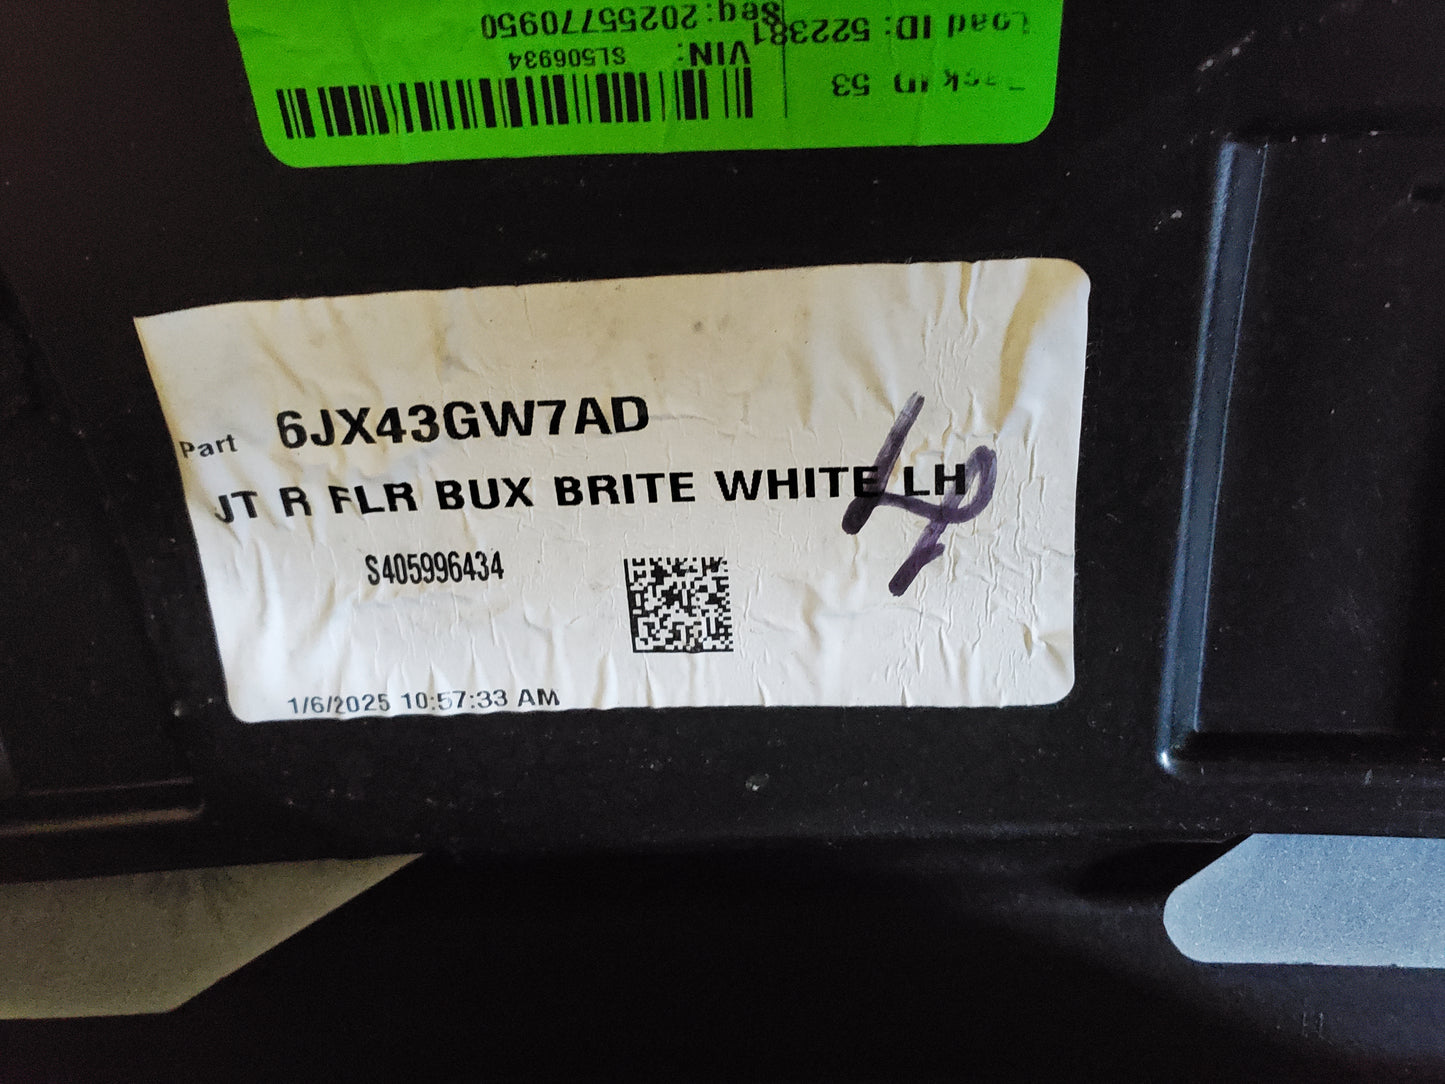 Load ID: 522381
Seq: 20255770950
53
VIN: SL506934
Part 6JX43GW7AD
JT R FLR BUX BRITE WHITE LH
S405996434
1/6/2025 10:57:33 AM